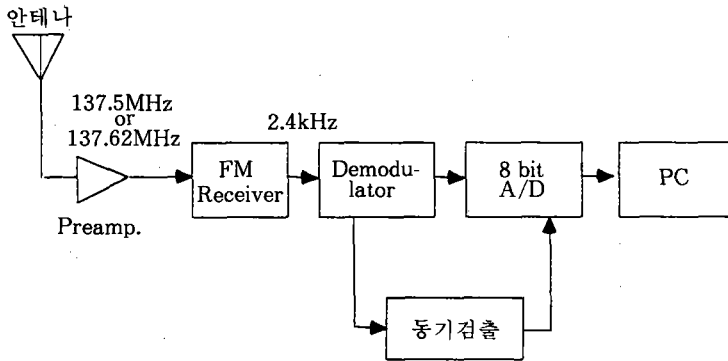 안테나
137.5MHz
or
137.62MHz
2.4kHz
FM
Receiver
Demodu-
lator
8 bit
A/D
PC
Preamp.
동기검출